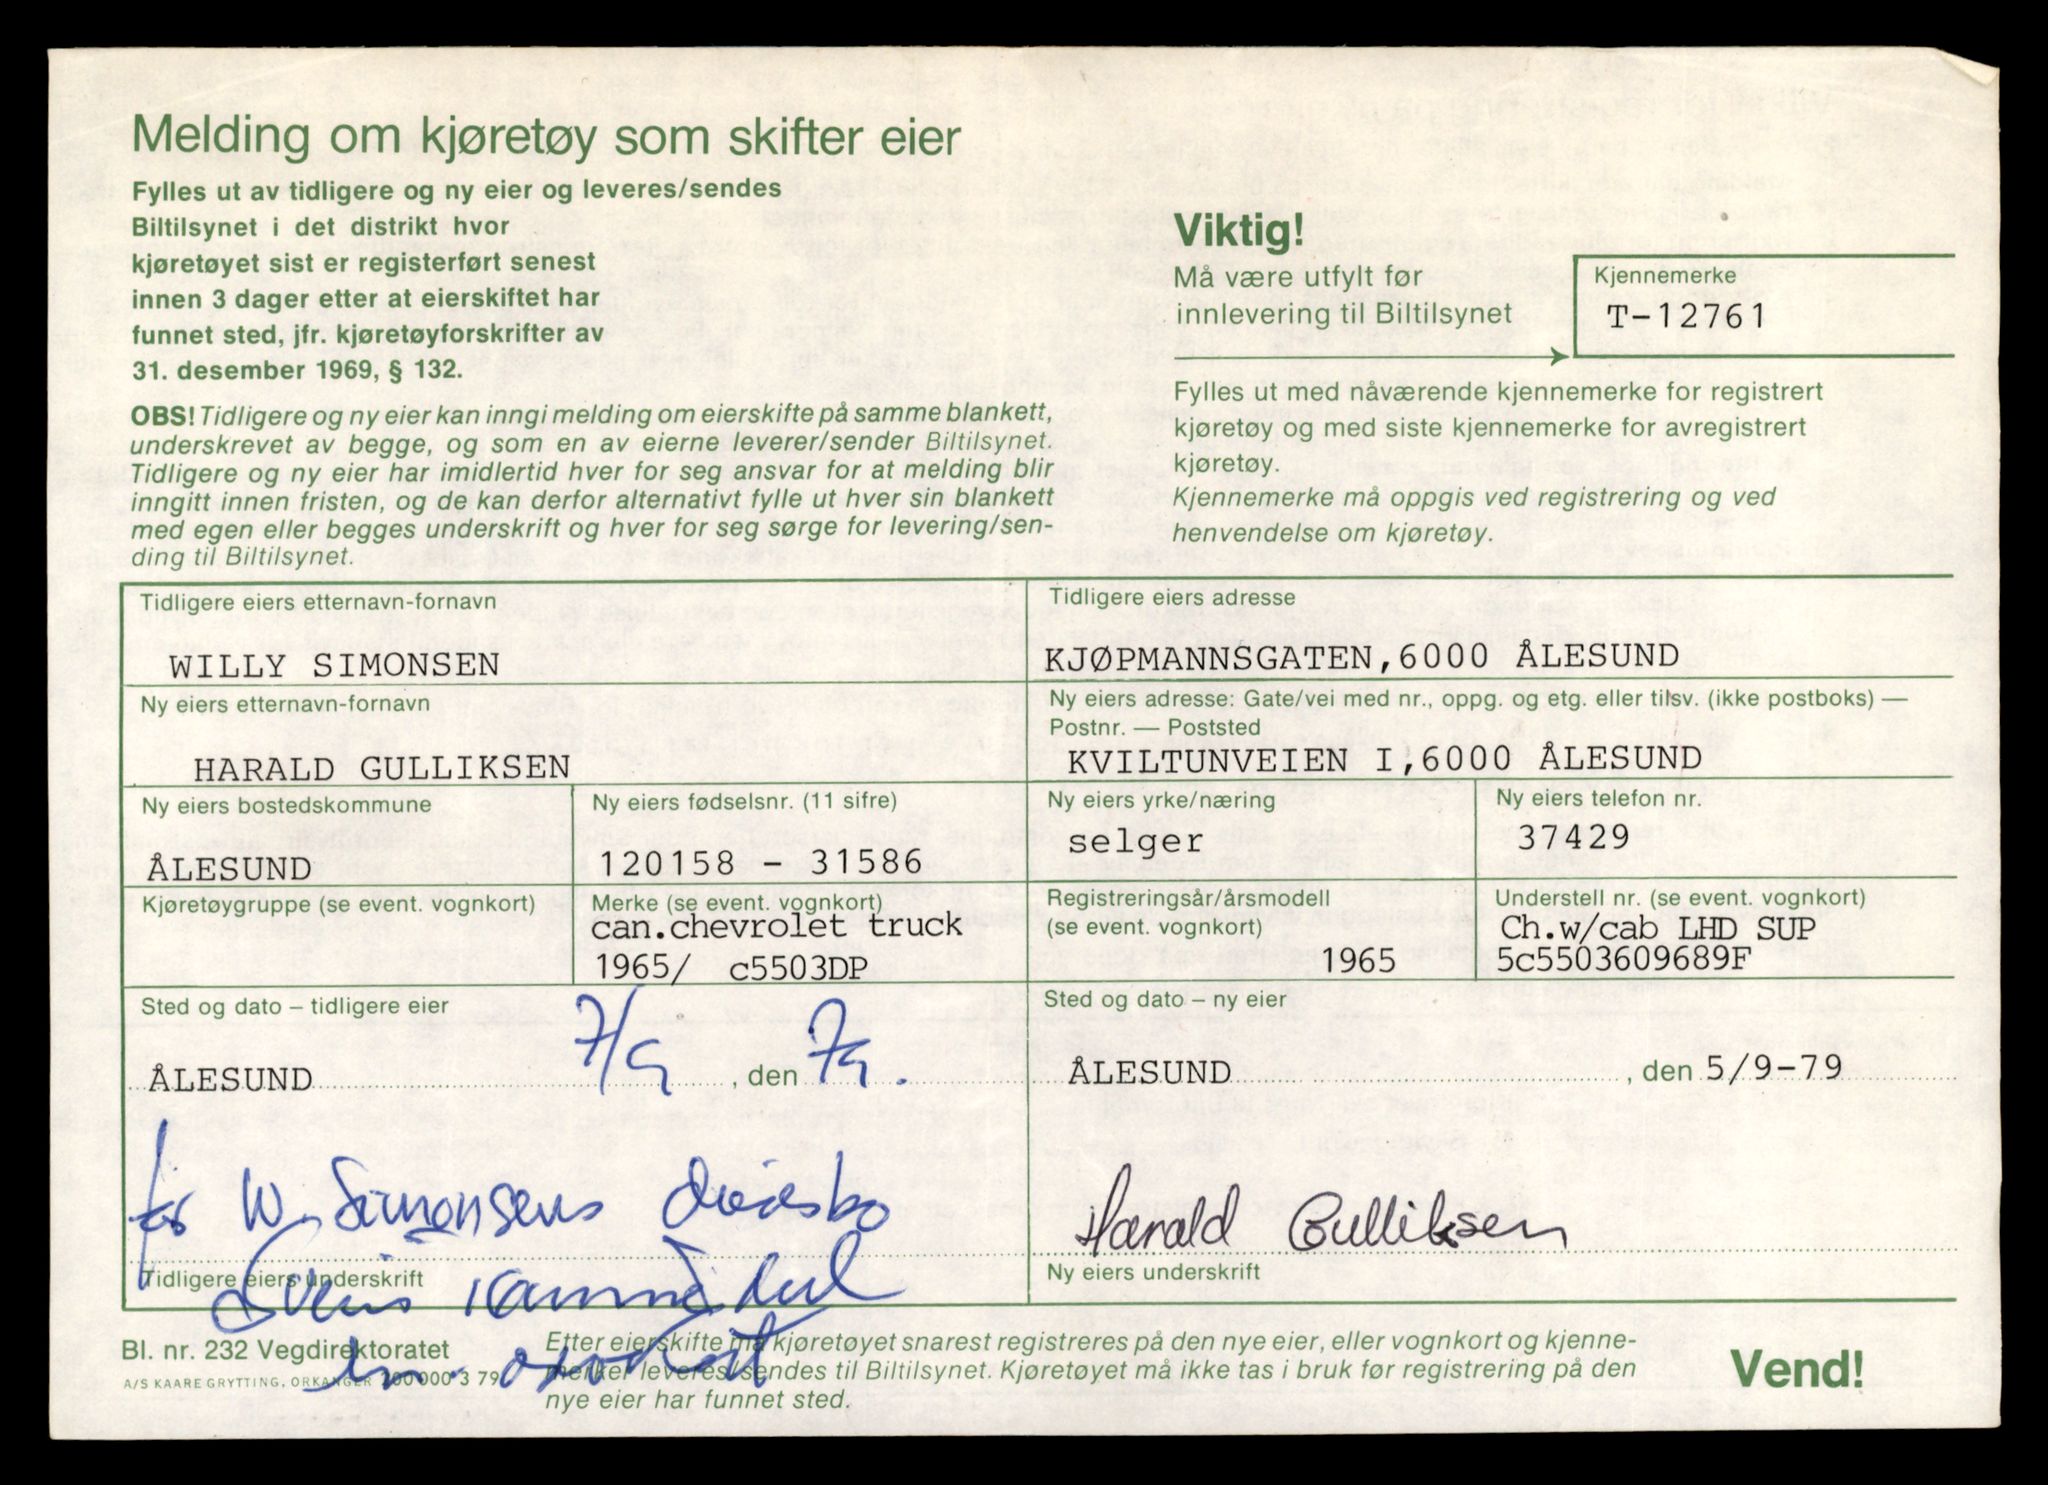 Melding om kjøretøy som skifter eier
Fylles ut av tidligere og ny eier og leveres/sendes
Biltilsynet i det distrikt hvor
kjøretøyet sist er registerført senest
innen 3 dager etter at eierskiftet har
funnet sted, jfr. kjøretøyforskrifter av
31. desember 1969, § 132.
OBS! Tidligere og ny eier kan inngi melding om eierskifte på samme blankett,
underskrevet av begge, og som en av eierne leverer/sender Biltilsynet.
Tidligere og ny eier har imidlertid hver for seg ansvar for at melding blir
inngitt innen fristen, og de kan derfor alternativt fylle ut hver sin blankett
med egen eller begges underskrift og hver for seg sørge for levering/sen-
ding til Biltilsynet.
Viktig!
Må være utfylt før
innlevering til Biltilsynet
Kjennemerke
T-12761
Fylles ut med nåværende kjennemerke for registrert
kjøretøy og med siste kjennemerke for avregistrert
kjøretøy.
Kjennemerke må oppgis ved registrering og ved
henvendelse om kjøretøy.
Tidligere eiers etternavn-fornavn
WILLY SIMONSEN
Tidligere eiers adresse
KJØPMANNSGATEN,6000 ÅLESUND
Ny eiers etternavn-fornavn
HARALD GULLIKSEN
Ny eiers adresse: Gate/vei med nr., oppg. og etg. eller tilsv. (ikke postboks) —
Postnr. — Poststed
KVILTUNVEIEN I,6000 ÅLESUND
Ny eiers bostedskommune
ÅLESUND
Ny eiers fødselsnr. (11 sifre)
120158 - 31586
Ny eiers yrke/næring
selger
Ny eiers telefon nr.
37429
Kjøretøygruppe (se event. vognkort)
Merke (se event. vognkort)
can.chevrolet truck
1965/ c5503DP
Registreringsår/årsmodell
(se event. vognkort)
1965
Understell nr. (se event. vognkort)
Ch.w/cab LHD SUP
5c5503609689F
Sted og dato – tidligere eier
ÅLESUND 7/9, den 79.
Sted og dato – ny eier
ÅLESUND, den 5/9-79
for W. Simonsens dødsbo
Tidligere eiers underskrift
Harald Gulliksen
Ny eiers underskrift
Bl. nr. 232 Vegdirektoratet
A/S KAARE GRYTTING, ORKANGER 200 000 3 79
Etter eierskifte må kjøretøyet snarest registreres på den nye eier, eller vognkort og kjenne-
merker leveres/sendes til Biltilsynet. Kjøretøyet må ikke tas i bruk før registrering på den
nye eier har funnet sted.
Vend!